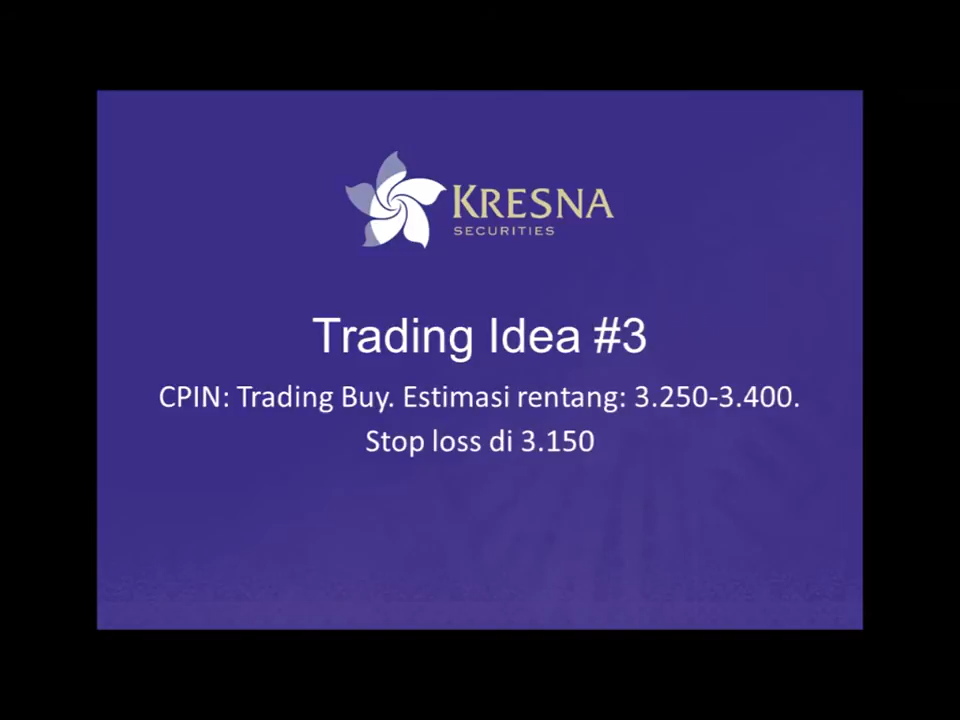 KRESNA
SECURITIES
Trading Idea #3
CPIN: Trading Buy. Estimasi rentang: 3.250-3.400.
Stop loss di 3.150